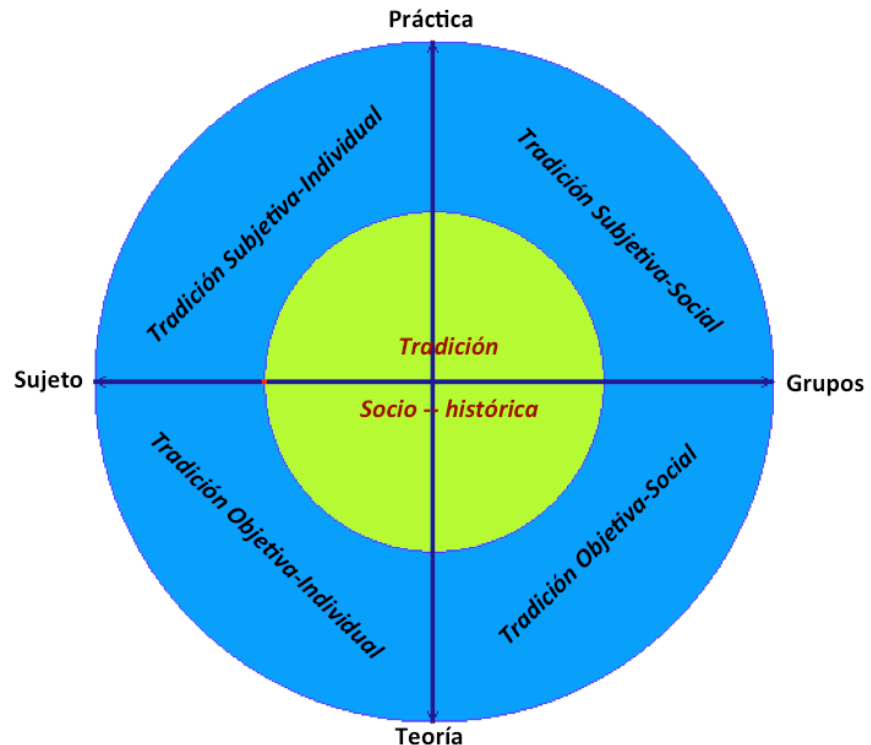 Práctica
Tradición Subjetiva-Individual
Tradición Subjetiva-Social
Tradición
Sujeto
Grupos
Socio -- histórica
Tradición Objetiva-Individual
Tradición Objetiva-Social
Teoría